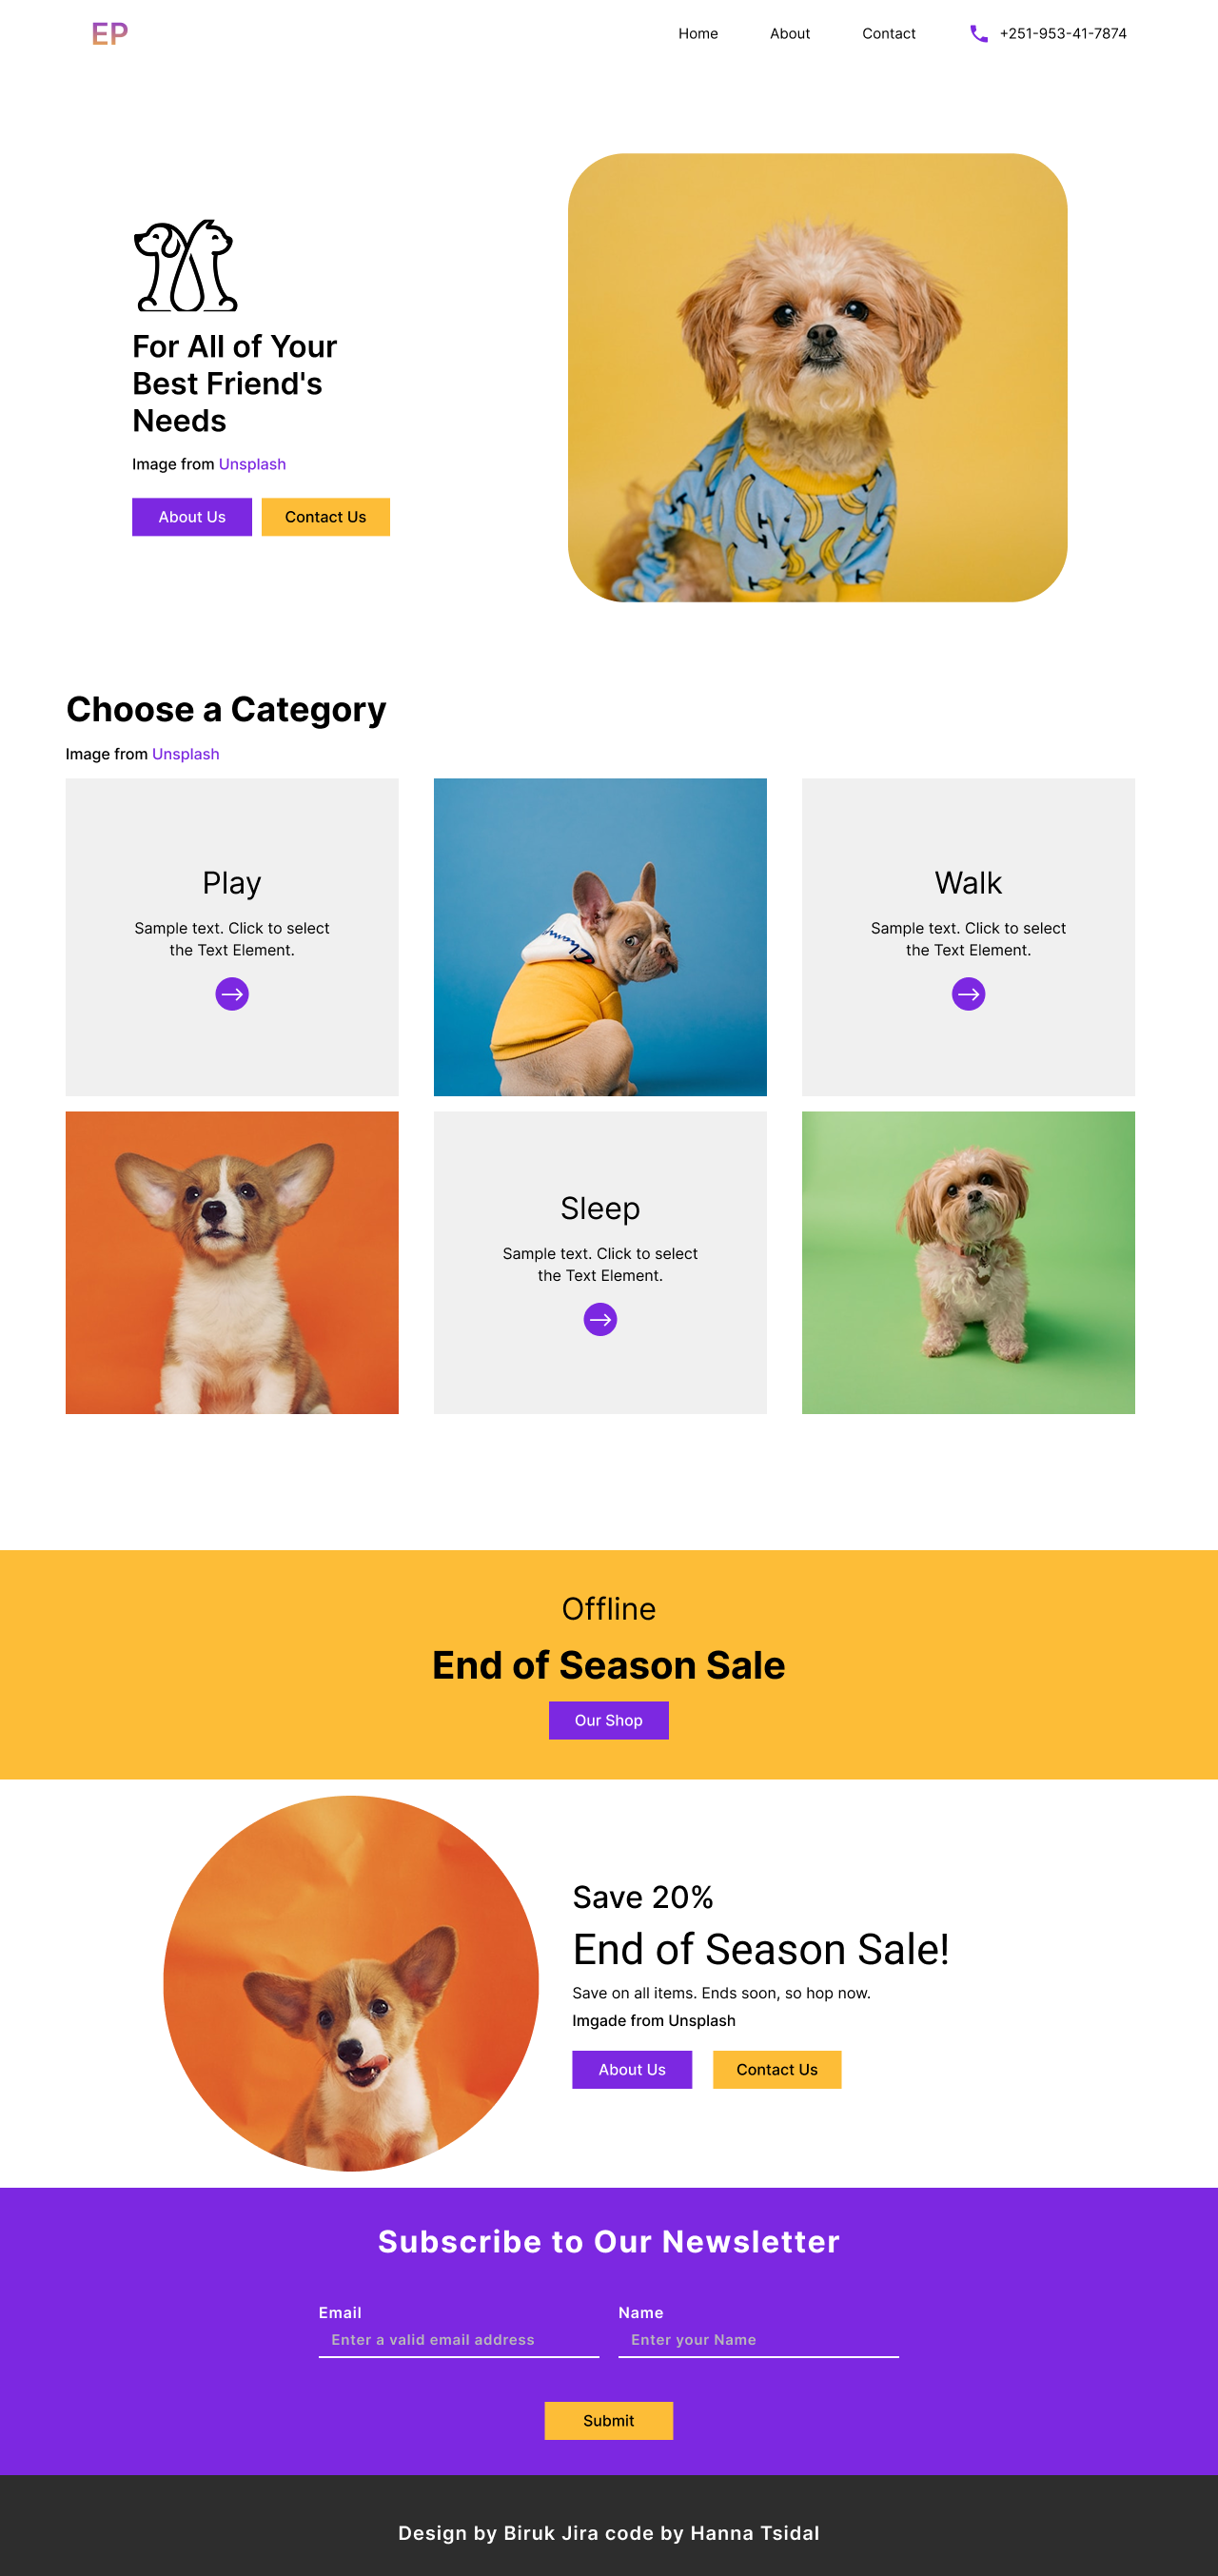 EP
Home About Contact +251-953-41-7874
For All of Your
Best Friend's
Needs
Image from Unsplash
About Us Contact Us
Choose a Category
Image from Unsplash
Play
Sample text. Click to select
the Text Element.
Walk
Sample text. Click to select
the Text Element.
Sleep
Sample text. Click to select
the Text Element.
Offline
End of Season Sale
Our Shop
Save 20%
End of Season Sale!
Save on all items. Ends soon, so hop now.
Imgade from Unsplash
About Us Contact Us
Subscribe to Our Newsletter
Email Name
Enter a valid email address Enter your Name
Submit
Design by Biruk Jira code by Hanna Tsidal